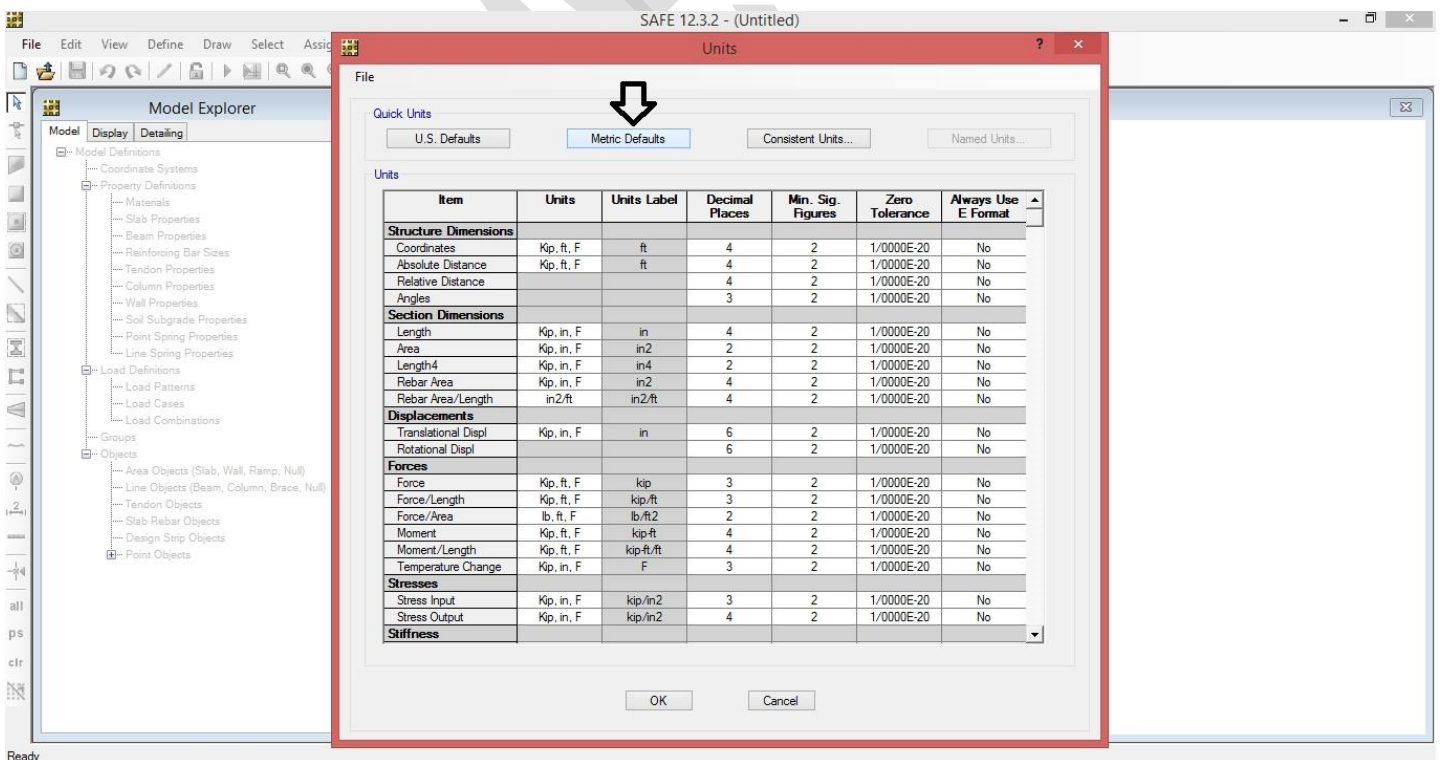 SAFE 12.3.2 - (Untitled)
File Edit View Define Draw Select Assig
Units
?
File
Model Explorer
Model Display Detailing
Model Definitions
Coordinate Systems
Property Definitions
Materials
Slab Properties
Beam Properties
Reinforcing Bar Sizes
Tendon Properties
Column Properties
Wall Properties
Soil Subgrade Properties
Point Spring Properties
Line Spring Properties
Load Definitions
Load Patterns
Load Cases
Load Combinations
Groups
Objects
Area Objects (Slab, Wall, Ramp, Null)
Line Objects (Beam, Column, Brace, Null)
Tendon Objects
Slab Rebar Objects
Design Strip Objects
Point Objects
2
all
ps
clr
Quick Units
U.S. Defaults Metric Defaults Consistent Units... Named Units...
Units
Item Units Units Label Decimal Places Min. Sig. Figures Zero Tolerance Always Use E Format
Structure Dimensions
Coordinates Kip, ft, F ft 4 2 1/0000E-20 No
Absolute Distance Kip, ft, F ft 4 2 1/0000E-20 No
Relative Distance 4 2 1/0000E-20 No
Angles 3 2 1/0000E-20 No
Section Dimensions
Length Kip, in, F in 4 2 1/0000E-20 No
Area Kip, in, F in2 2 2 1/0000E-20 No
Length4 Kip, in, F in4 2 2 1/0000E-20 No
Rebar Area Kip, in, F in2 4 2 1/0000E-20 No
Rebar Area/Length in2/ft in2/ft 4 2 1/0000E-20 No
Displacements
Translational Displ Kip, in, F in 6 2 1/0000E-20 No
Rotational Displ 6 2 1/0000E-20 No
Forces
Force Kip, ft, F kip 3 2 1/0000E-20 No
Force/Length Kip, ft, F kip/ft 3 2 1/0000E-20 No
Force/Area lb, ft, F lb/ft2 2 2 1/0000E-20 No
Moment Kip, ft, F kip-ft 4 2 1/0000E-20 No
Moment/Length Kip, ft, F kip-ft/ft 4 2 1/0000E-20 No
Temperature Change Kip, in, F F 3 2 1/0000E-20 No
Stresses
Stress Input Kip, in, F kip/in2 3 2 1/0000E-20 No
Stress Output Kip, in, F kip/in2 4 2 1/0000E-20 No
Stiffness
OK Cancel
Ready